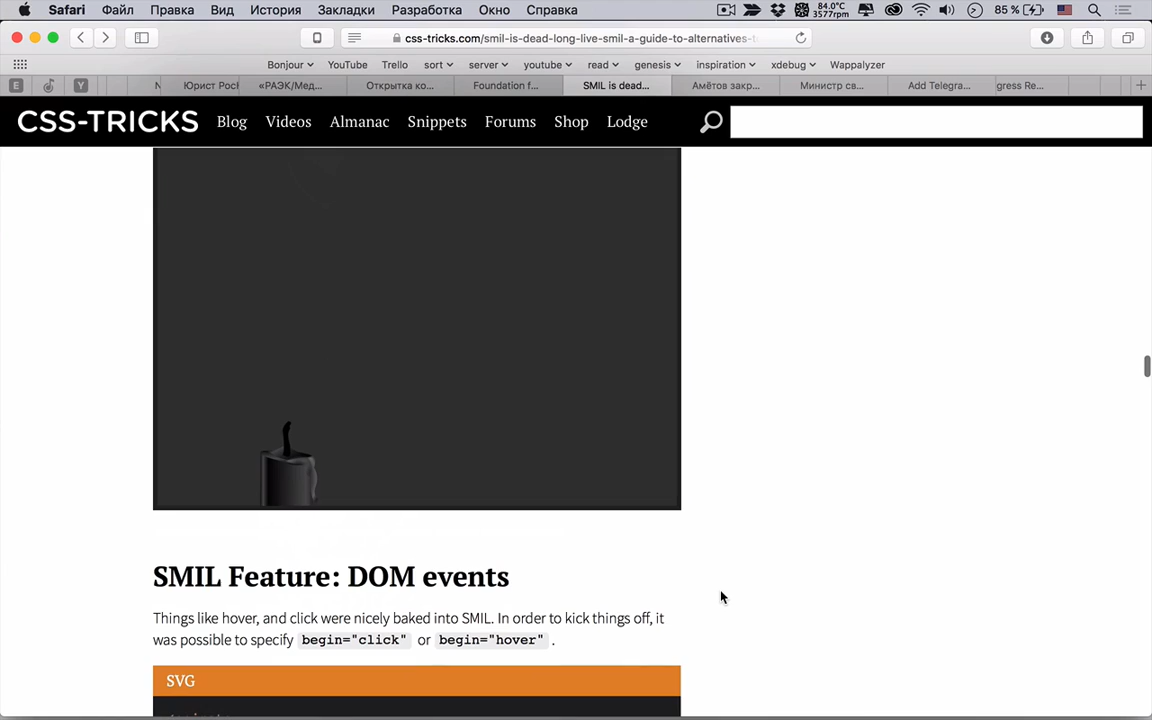 Safari Файл Правка Вид История Закладки Разработка Окно Справка 84.0°C 3577rpm 85 %
css-tricks.com/smil-is-dead-long-live-smil-a-guide-to-alternatives-
Bonjour YouTube Trello sort server youtube read genesis inspiration xdebug Wappalyzer
E Y N Юрист Рос «РАЭК/Мед... Открытка ко... Foundation f... SMIL is dead... Амётов закр... Министр св... Add Telegra... gress Re...
CSS-TRICKS Blog Videos Almanac Snippets Forums Shop Lodge
SMIL Feature: DOM events
Things like hover, and click were nicely baked into SMIL. In order to kick things off, it
was possible to specify begin="click" or begin="hover" .
SVG